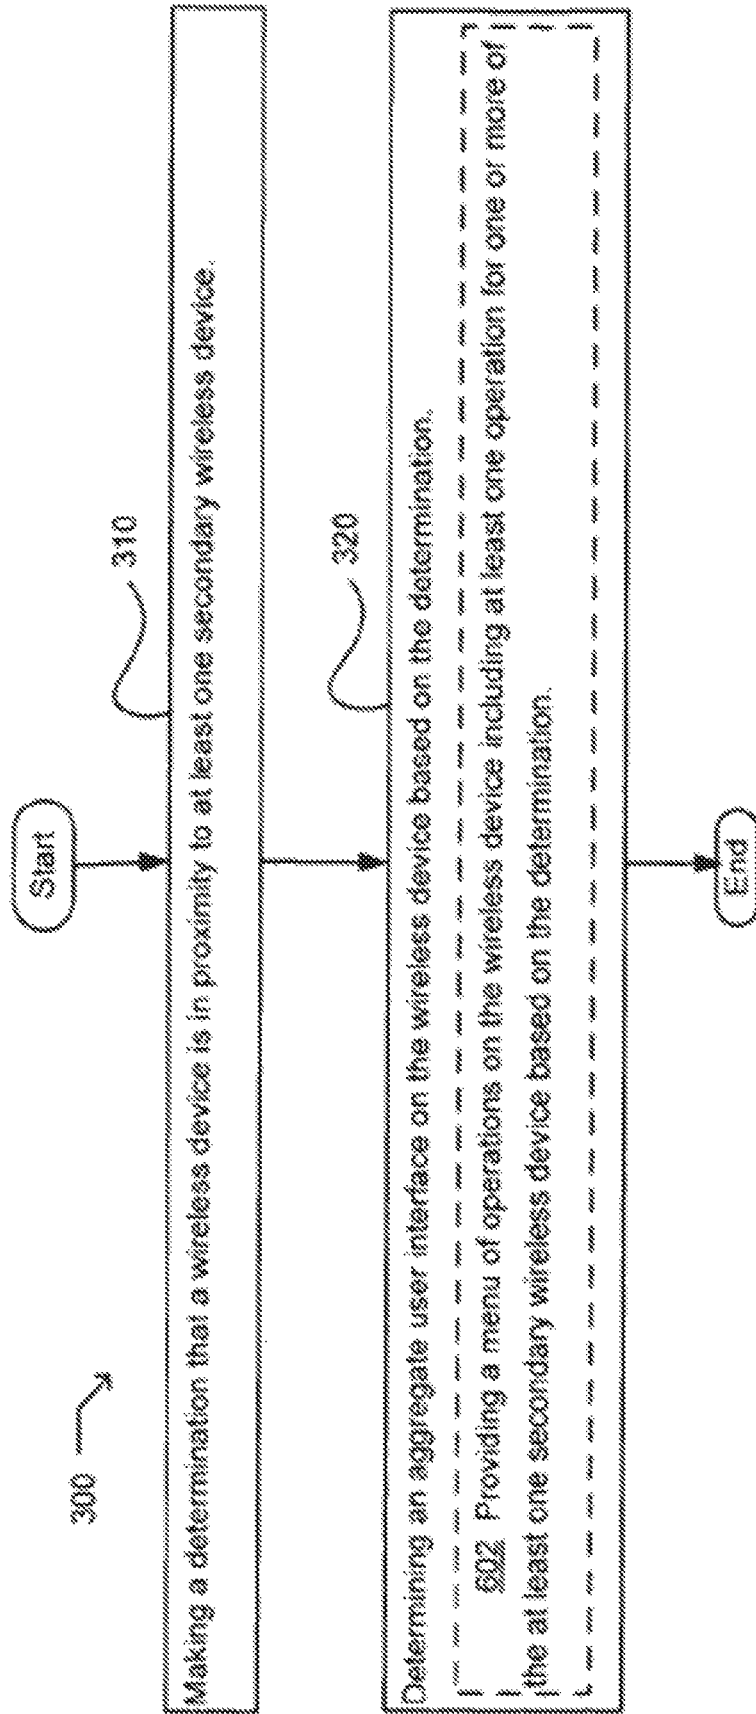 300
Start
310
Making a determination that a wireless device is in proximity to at least one secondary wireless device.
320
Determining an aggregate user interface on the wireless device based on the determination.
602 Providing a menu of operations on the wireless device including at least one operation for one or more of
the at least one secondary wireless device based on the determination.
End